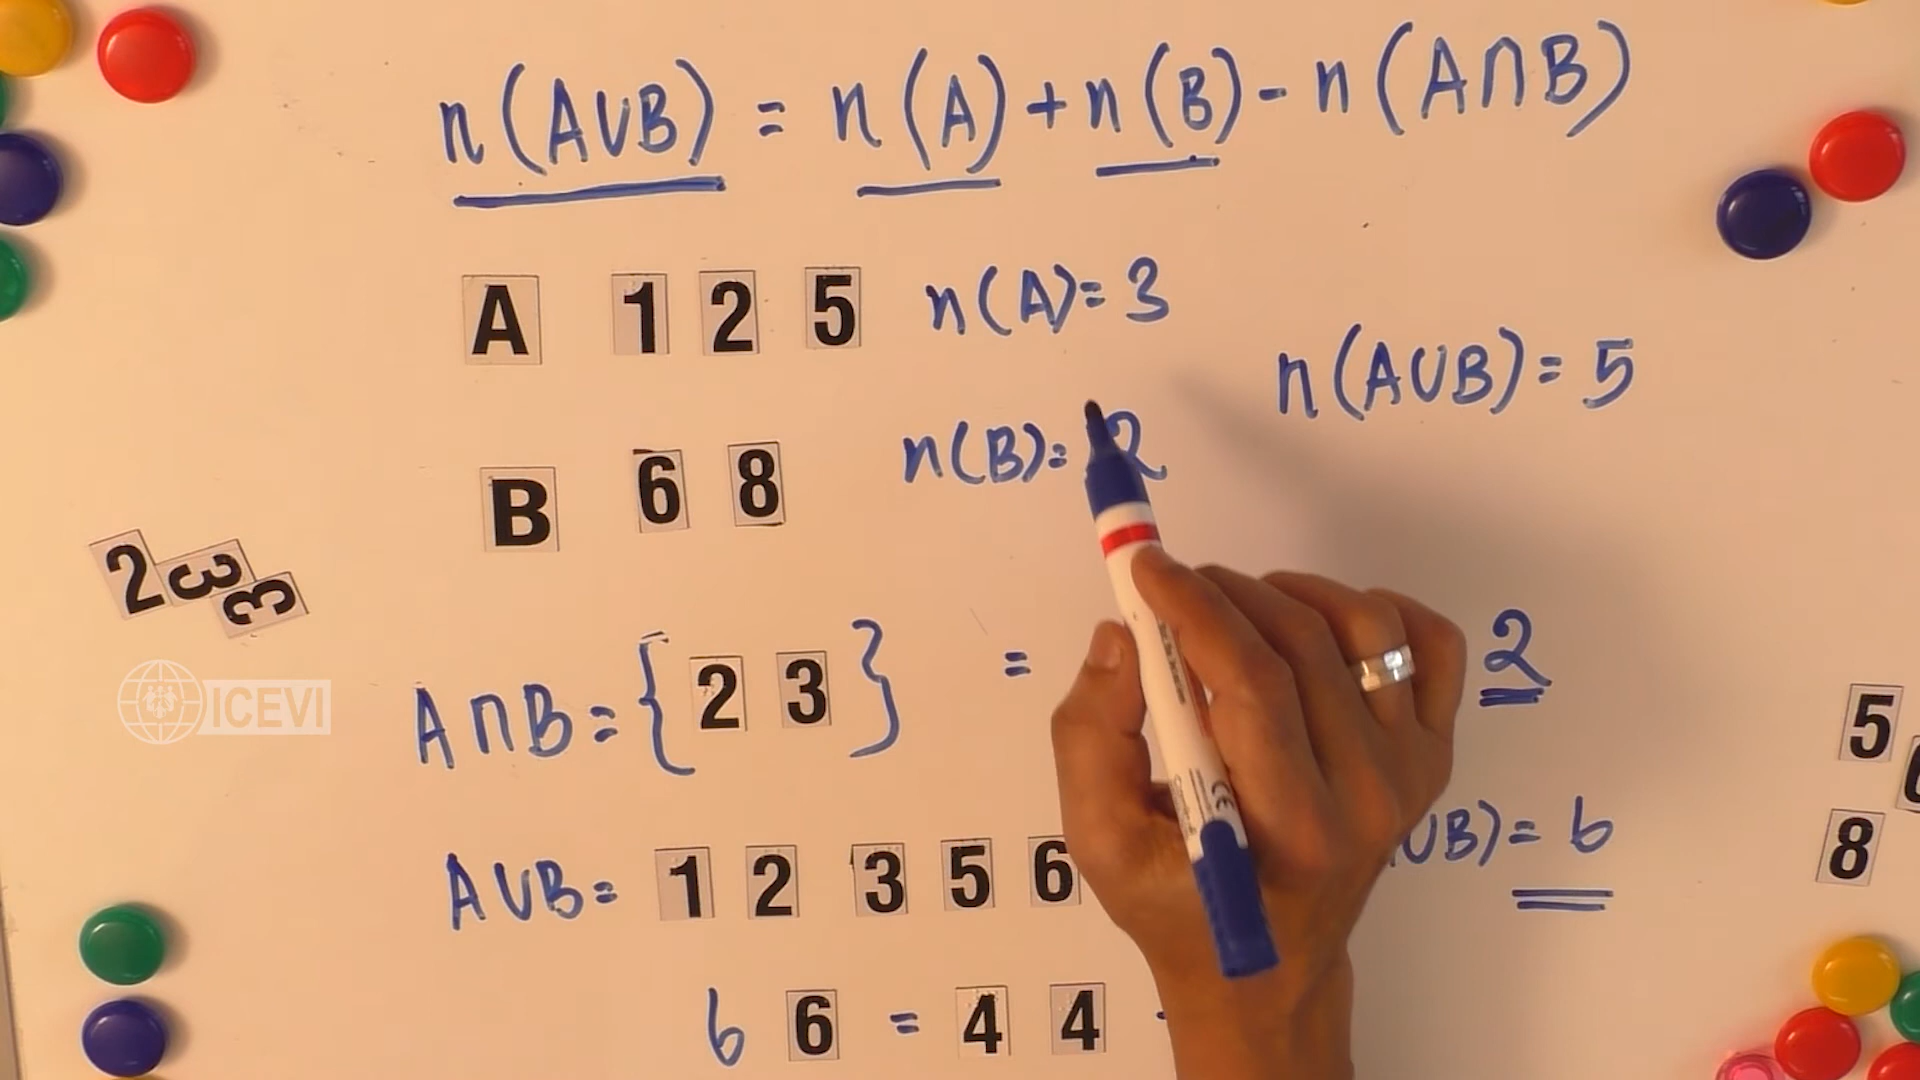 n(A∪B) = n(A) + n(B) - n(A∩B)
A 1 2 5 n(A) = 3
n(A∪B) = 5
B 6 8 n(B) = 2
2 3 3
A∩B = { 2 3 } = 2
ICEVI
5
A∪B = 1 2 3 5 6 ∪B) = 6
8
6 6 = 4 4